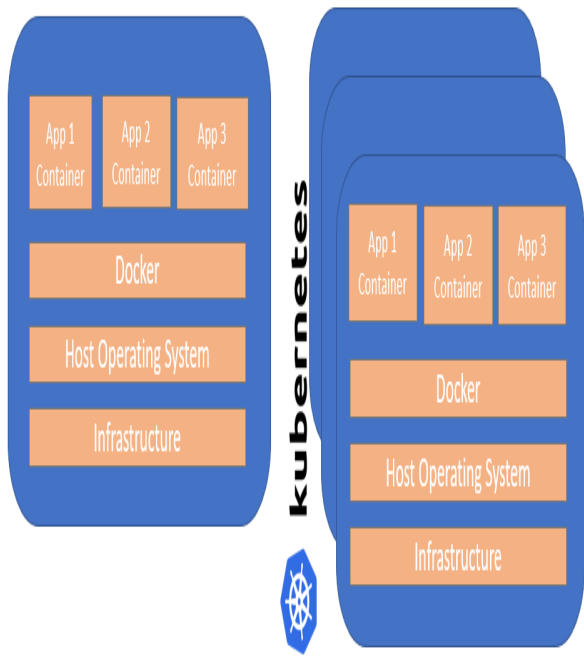 App 1
Container
App 2
Container
App 3
Container
Docker
Host Operating System
Infrastructure
kubernetes
App 1
Container
App 2
Container
App 3
Container
Docker
Host Operating System
Infrastructure